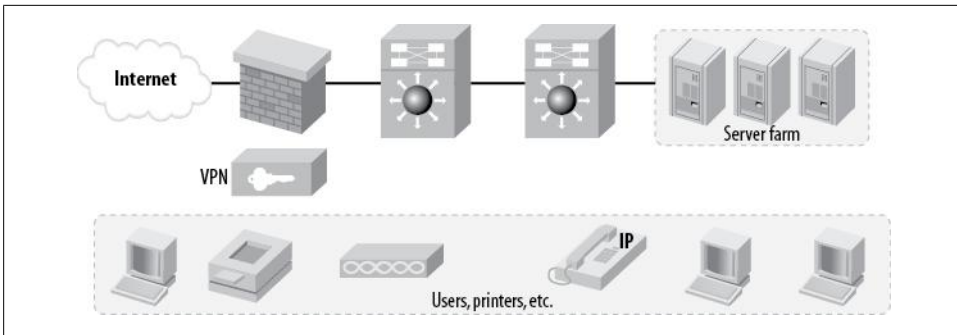 Internet
Server farm
VPN
IP
Users, printers, etc.